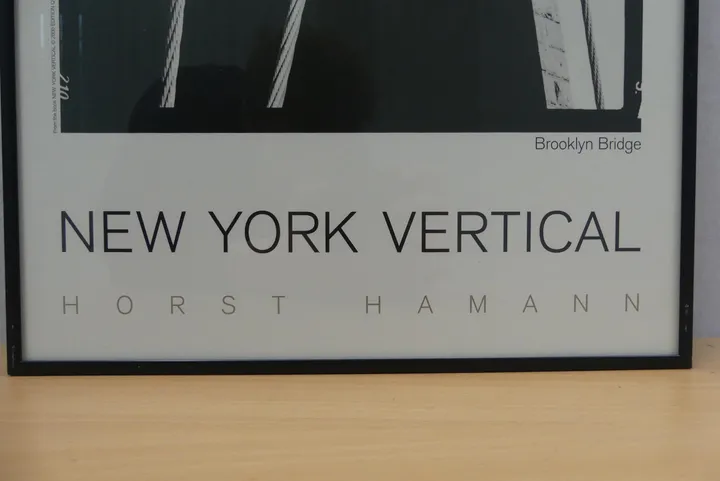 Brooklyn Bridge
NEW YORK VERTICAL
HORST HAMANN